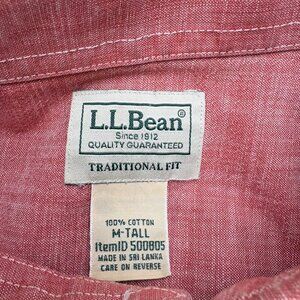 L.L.Bean®
Since 1912
QUALITY GUARANTEED
TRADITIONAL FIT
100% COTTON
M-TALL
ItemID 500805
MADE IN SRI LANKA
CARE ON REVERSE